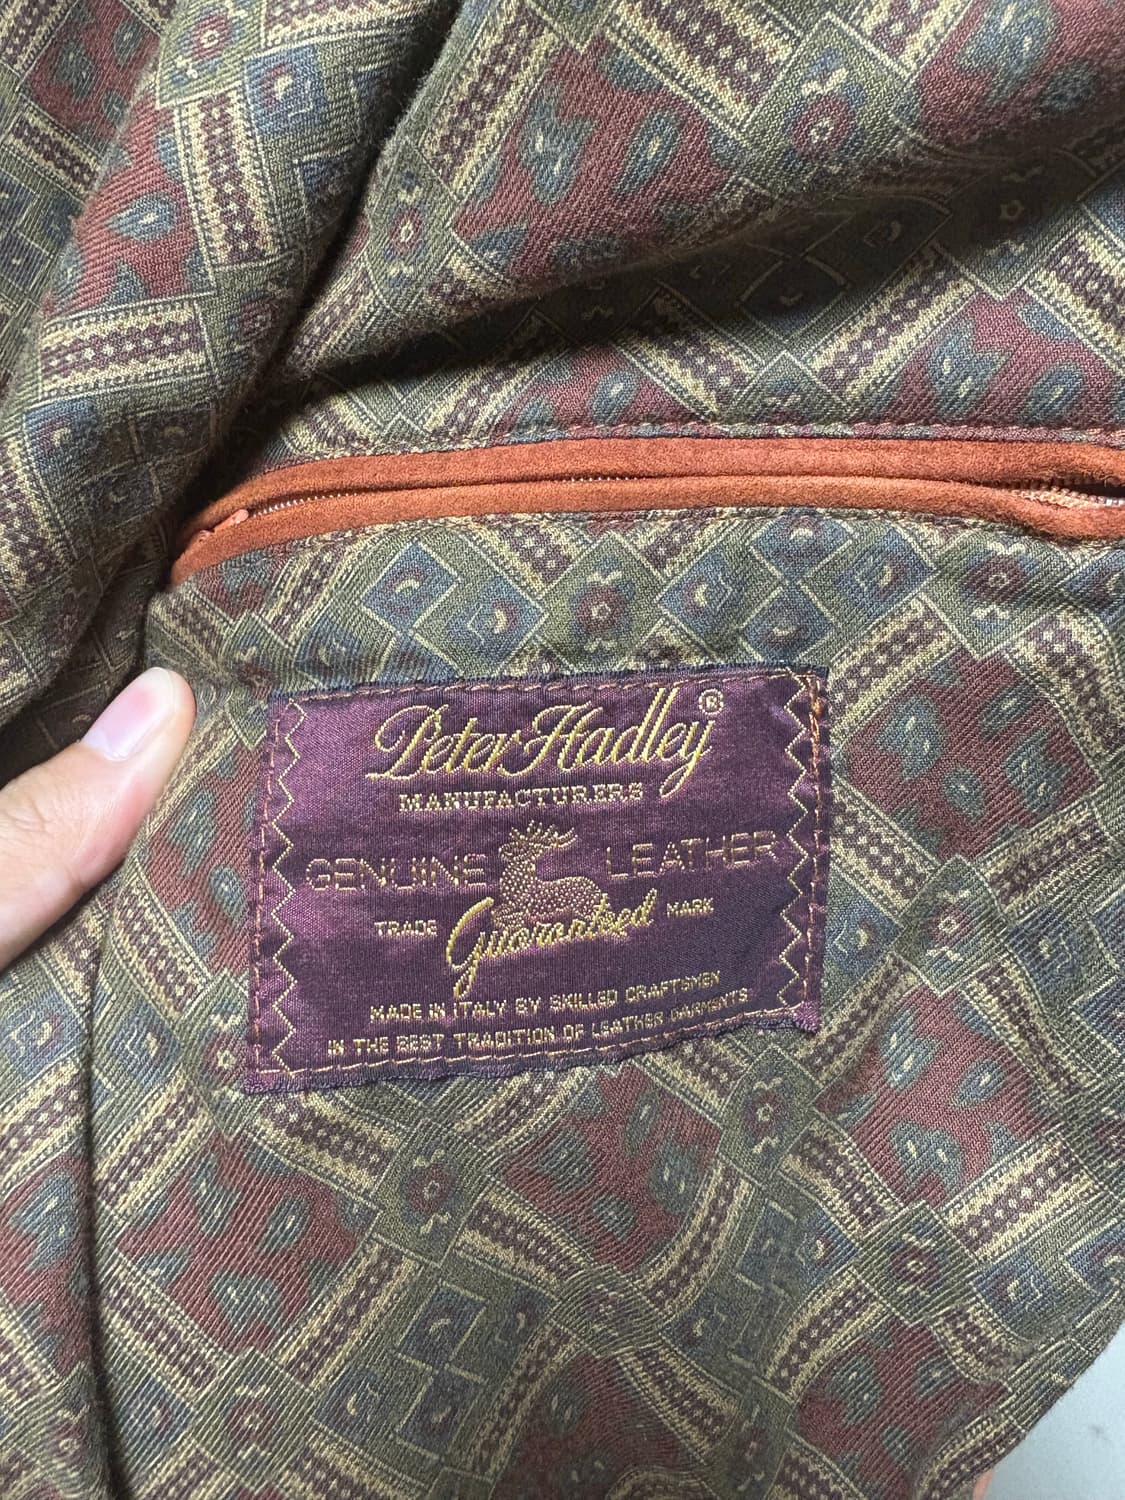 Peter Hadley®
MANUFACTURERS
GENUINE LEATHER
TRADE Guaranteed MARK
MADE IN ITALY BY SKILLED CRAFTSMEN
IN THE BEST TRADITION OF LEATHER GARMENTS